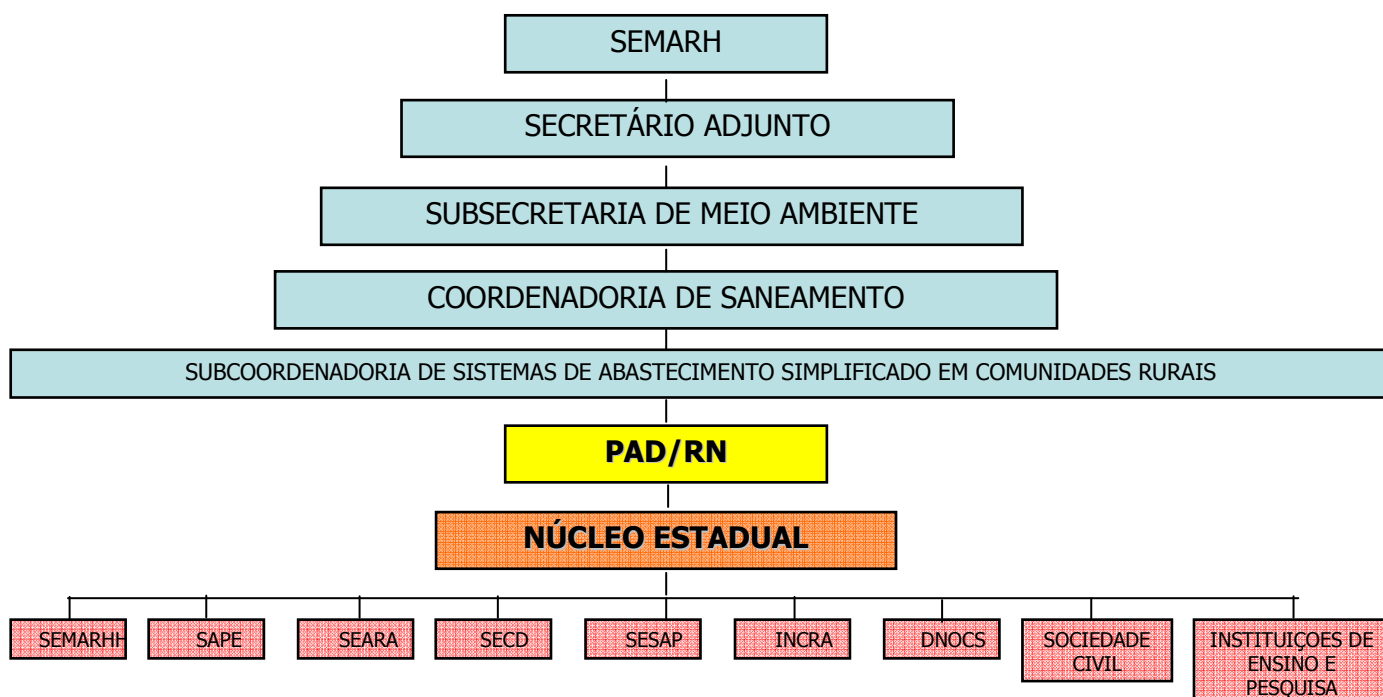 SEMARH
SECRETÁRIO ADJUNTO
SUBSECRETARIA DE MEIO AMBIENTE
COORDENADORIA DE SANEAMENTO
SUBCOORDENADORIA DE SISTEMAS DE ABASTECIMENTO SIMPLIFICADO EM COMUNIDADES RURAIS
PAD/RN
NÚCLEO ESTADUAL
SEMARHH
SAPE
SEARA
SECD
SESAP
INCRA
DNOCS
SOCIEDADE
CIVIL
INSTITUIÇOES DE
ENSINO E
PESQUISA